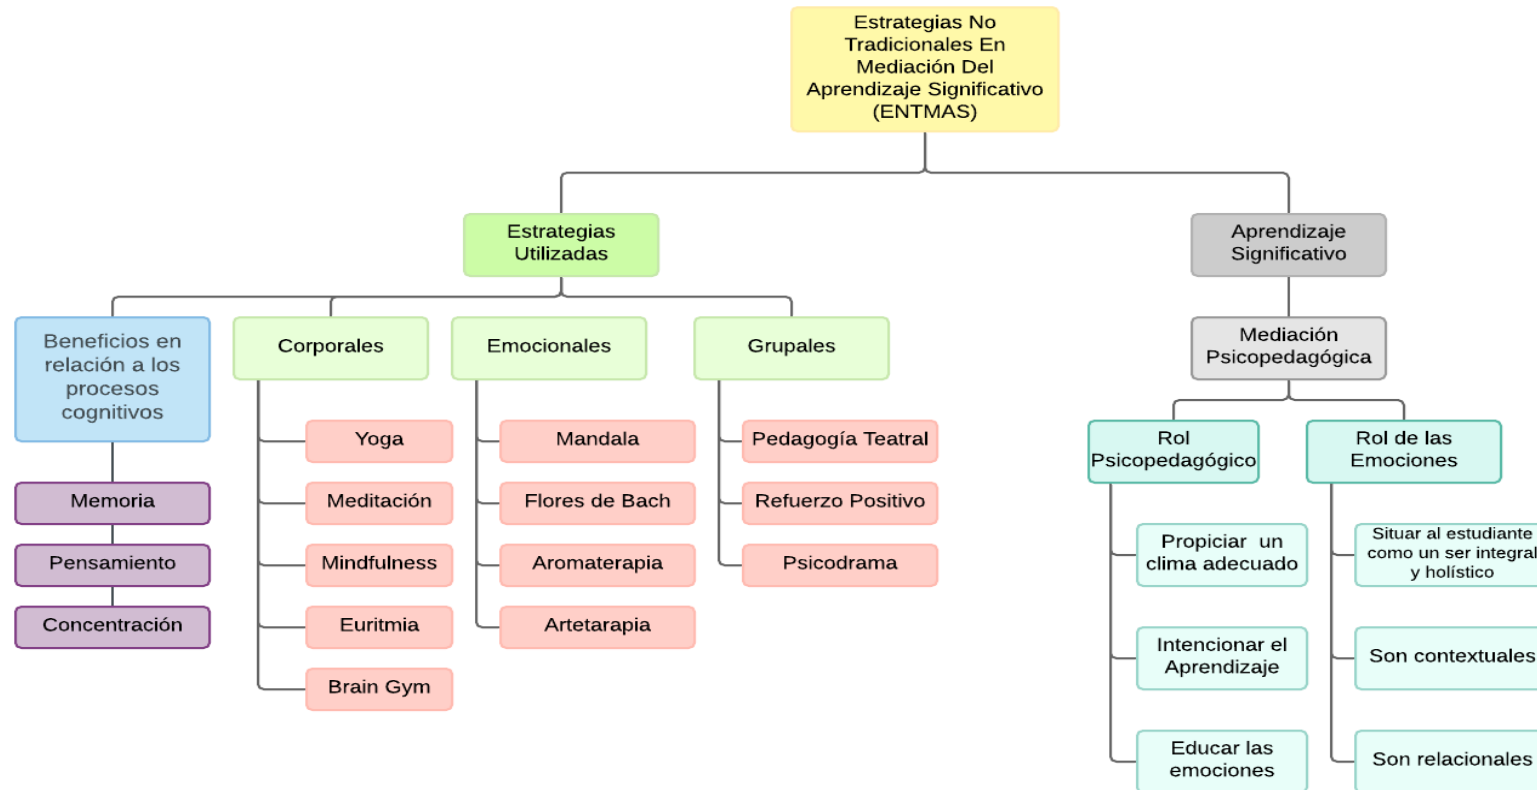 Estrategias No
Tradicionales En
Mediación Del
Aprendizaje Significativo
(ENTMAS)
Estrategias
Utilizadas
Aprendizaje
Significativo
Beneficios en
relación a los
procesos
cognitivos
Memoria
Pensamiento
Concentración
Corporales
Yoga
Meditación
Mindfulness
Euritmia
Brain Gym
Emocionales
Mandala
Flores de Bach
Aromaterapia
Artetarapia
Grupales
Pedagogía Teatral
Refuerzo Positivo
Psicodrama
Mediación
Psicopedagógica
Rol
Psicopedagógico
Propiciar un
clima adecuado
Intencionar el
Aprendizaje
Educar las
emociones
Rol de las
Emociones
Situar al estudiante
como un ser integral
y holístico
Son contextuales
Son relacionales